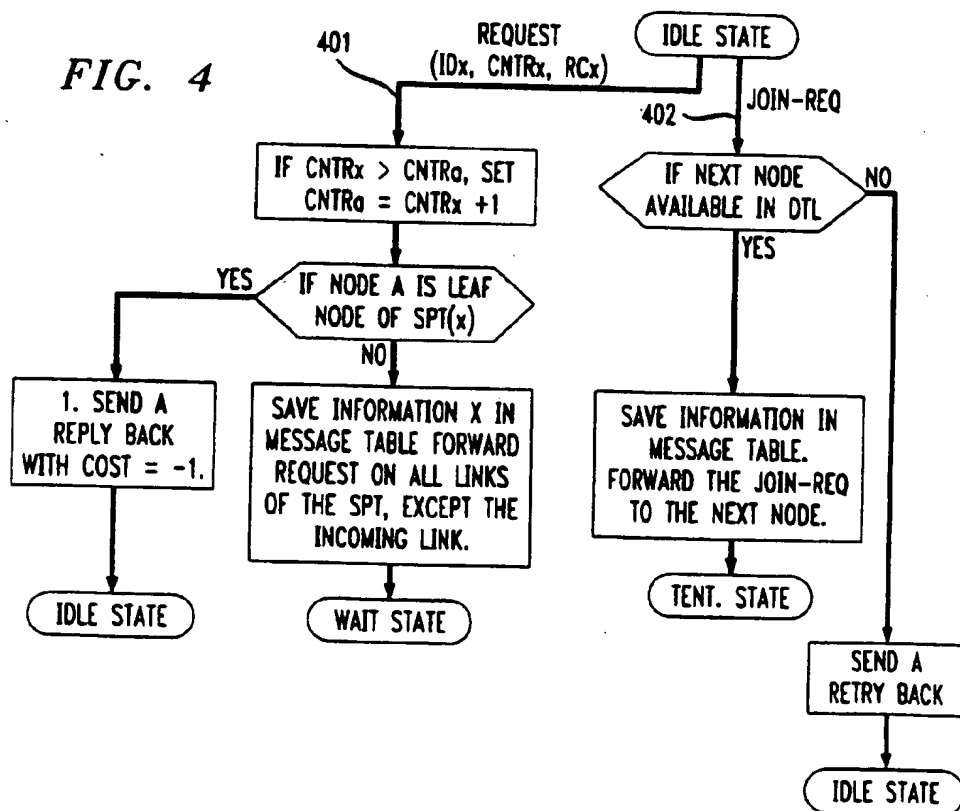 FIG. 4
401
REQUEST
(IDx, CNTRx, RCx)
IDLE STATE
402
JOIN-REQ
IF CNTRx > CNTRa, SET
CNTRa = CNTRx +1
IF NEXT NODE
AVAILABLE IN DTL
NO
YES
YES
IF NODE A IS LEAF
NODE OF SPT(x)
NO
1. SEND A
REPLY BACK
WITH COST = -1.
SAVE INFORMATION X IN
MESSAGE TABLE FORWARD
REQUEST ON ALL LINKS
OF THE SPT, EXCEPT THE
INCOMING LINK.
SAVE INFORMATION IN
MESSAGE TABLE.
FORWARD THE JOIN-REQ
TO THE NEXT NODE.
IDLE STATE
WAIT STATE
TENT. STATE
SEND A
RETRY BACK
IDLE STATE